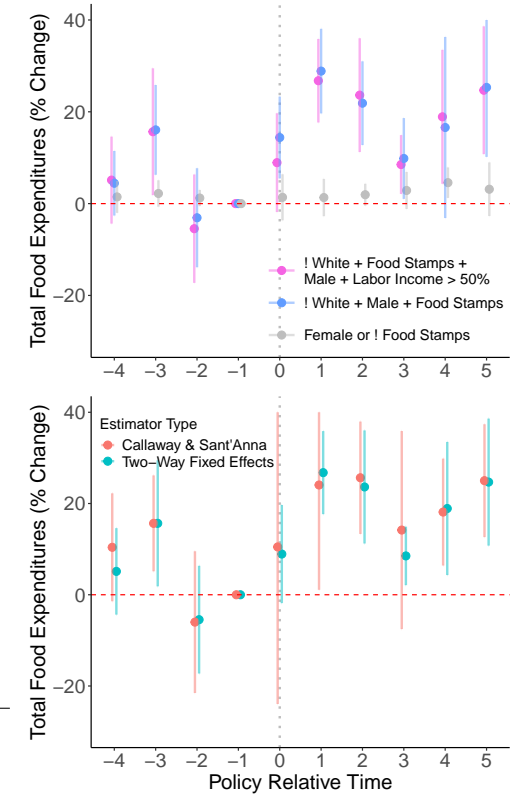 Total Food Expenditures (% Change)
40
20
0
−20
! White + Food Stamps +
Male + Labor Income > 50%
! White + Male + Food Stamps
Female or ! Food Stamps
−4 −3 −2 −1 0 1 2 3 4 5
Total Food Expenditures (% Change)
40
20
0
−20
Estimator Type
Callaway & Sant'Anna
Two−Way Fixed Effects
−4 −3 −2 −1 0 1 2 3 4 5
Policy Relative Time